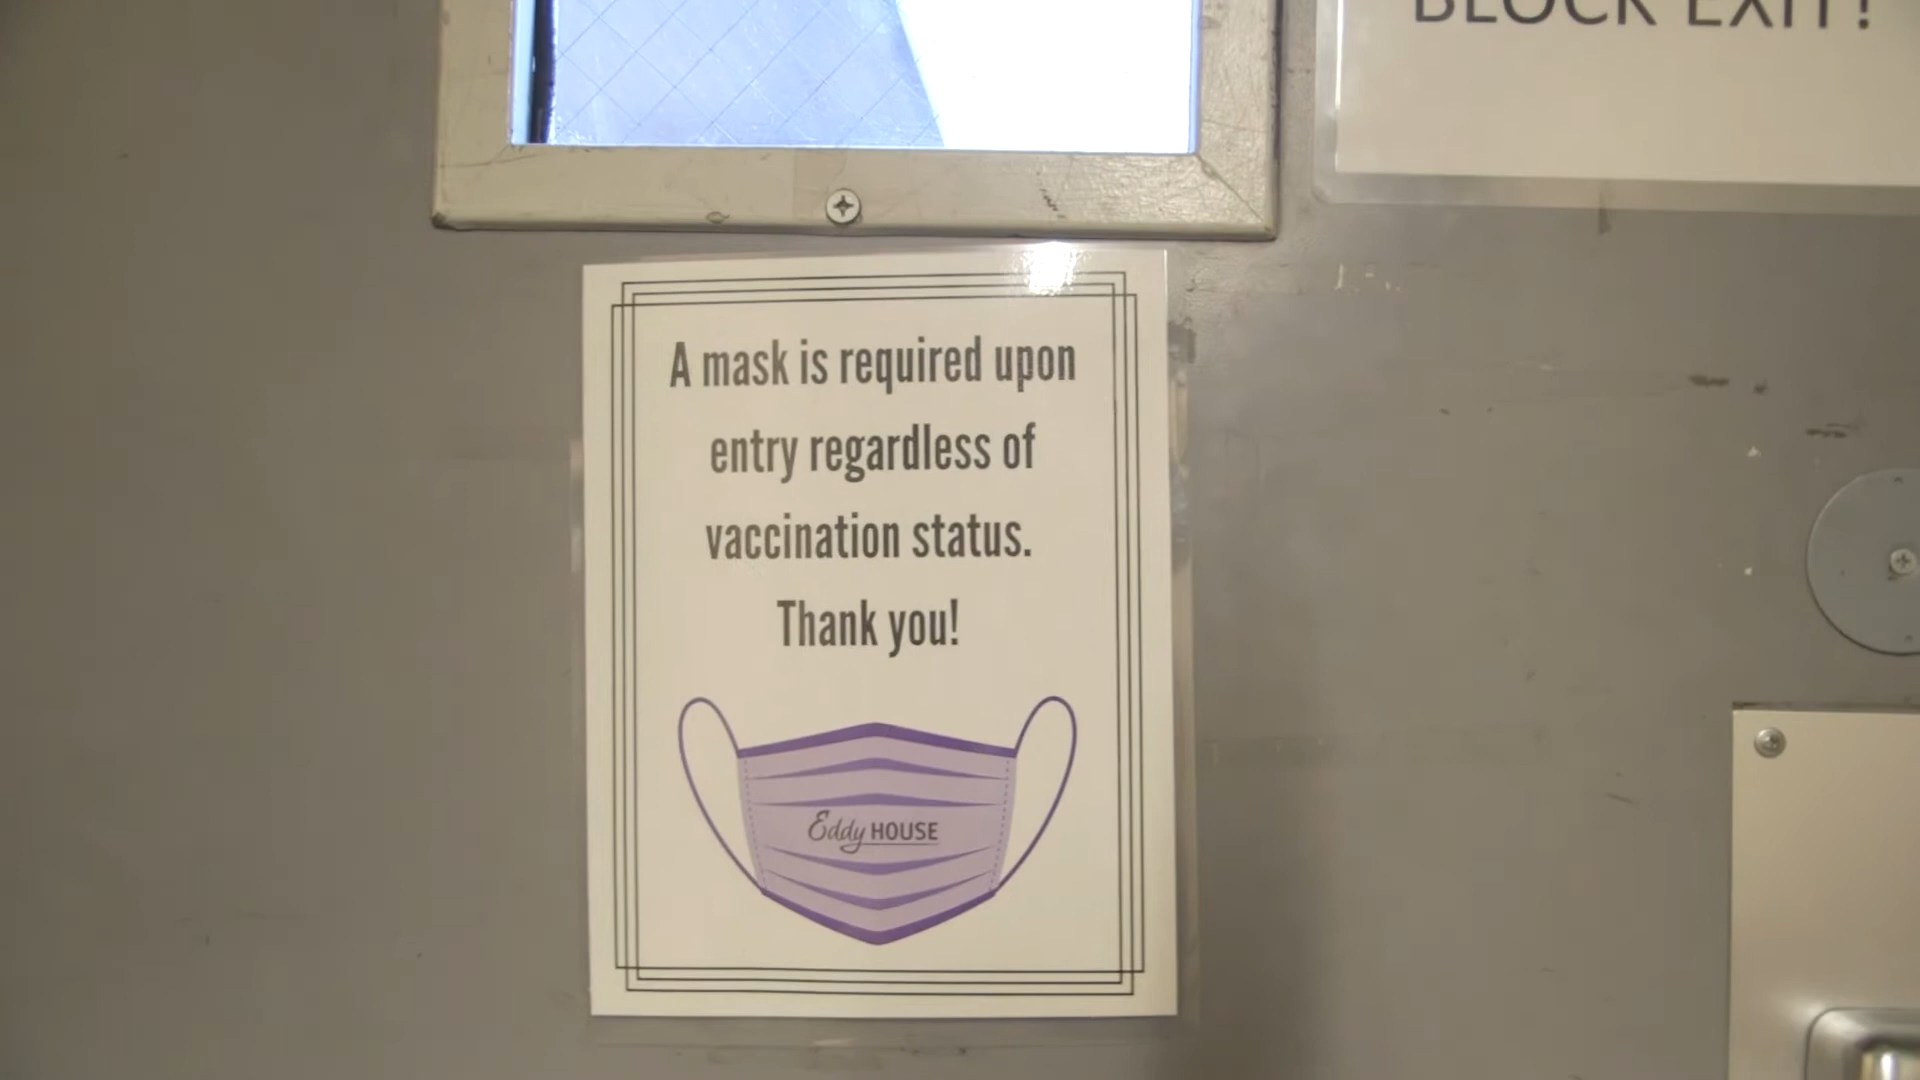 BLOCK EXIT!
A mask is required upon
entry regardless of
vaccination status.
Thank you!
Eddy HOUSE